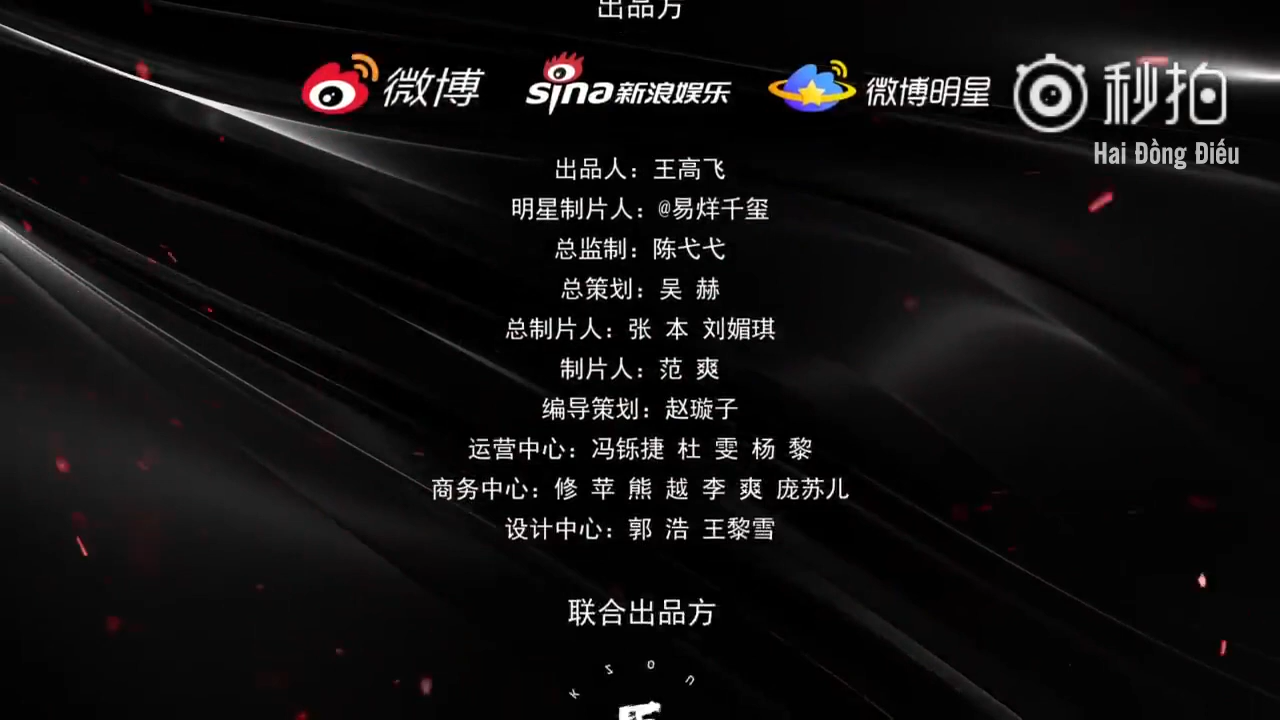 出品方
微博 sina新浪娱乐 微博明星 秒拍
Hai Đồng Điếu
出品人：王高飞
明星制片人：@易烊千玺
总监制：陈弋弋
总策划：吴 赫
总制片人：张 本 刘媚琪
制片人：范 爽
编导策划：赵璇子
运营中心：冯铄捷 杜 雯 杨 黎
商务中心：修 苹 熊 越 李 爽 庞苏儿
设计中心：郭 浩 王黎雪
联合出品方